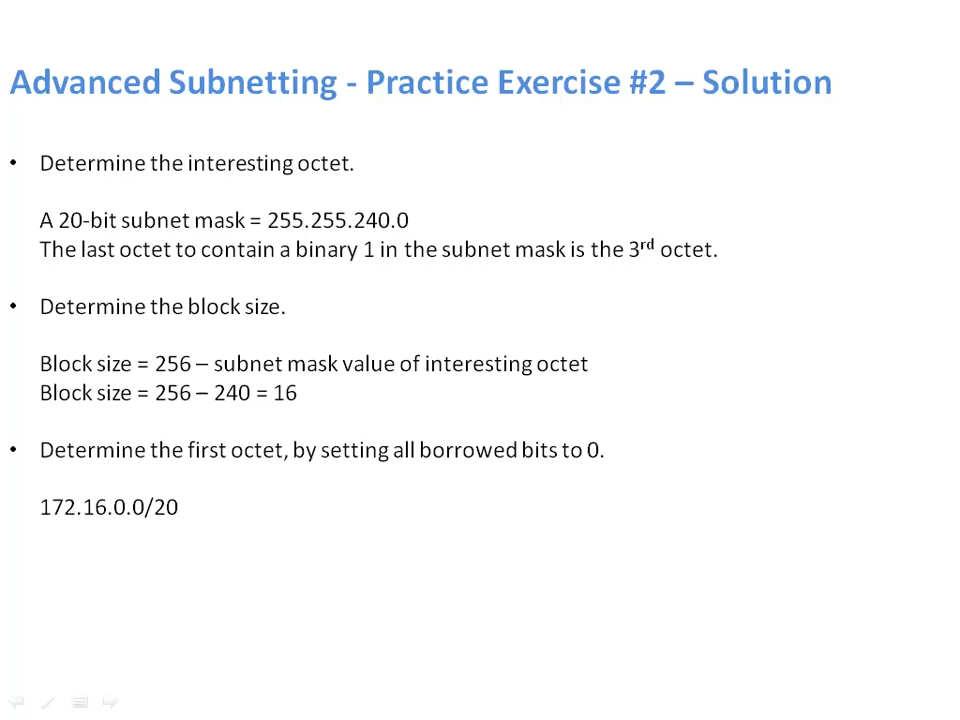 Advanced Subnetting - Practice Exercise #2 – Solution
• Determine the interesting octet.
A 20-bit subnet mask = 255.255.240.0
The last octet to contain a binary 1 in the subnet mask is the 3rd octet.
• Determine the block size.
Block size = 256 – subnet mask value of interesting octet
Block size = 256 – 240 = 16
• Determine the first octet, by setting all borrowed bits to 0.
172.16.0.0/20